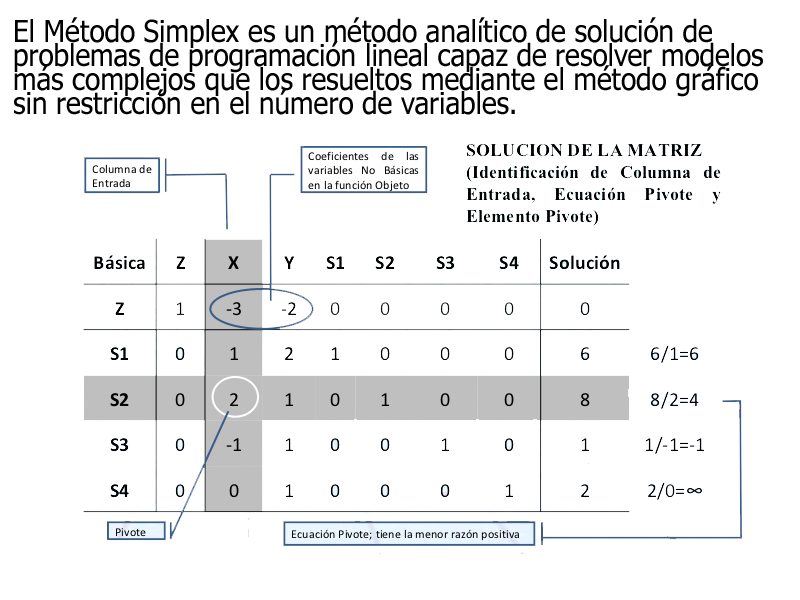 El Método Simplex es un método analítico de solución de
problemas de programación lineal capaz de resolver modelos
más complejos que los resueltos mediante el método gráfico
sin restricción en el número de variables.
Columna de
Entrada
Coeficientes de las
variables No Básicas
en la función Objeto
SOLUCION DE LA MATRIZ
(Identificación de Columna de
Entrada, Ecuación Pivote y
Elemento Pivote)
Básica Z X Y S1 S2 S3 S4 Solución
Z 1 -3 -2 0 0 0 0 0
S1 0 1 2 1 0 0 0 6 6/1=6
S2 0 2 1 0 1 0 0 8 8/2=4
S3 0 -1 1 0 0 1 0 1 1/-1=-1
S4 0 0 1 0 0 0 1 2 2/0=∞
Pivote
Ecuación Pivote; tiene la menor razón positiva